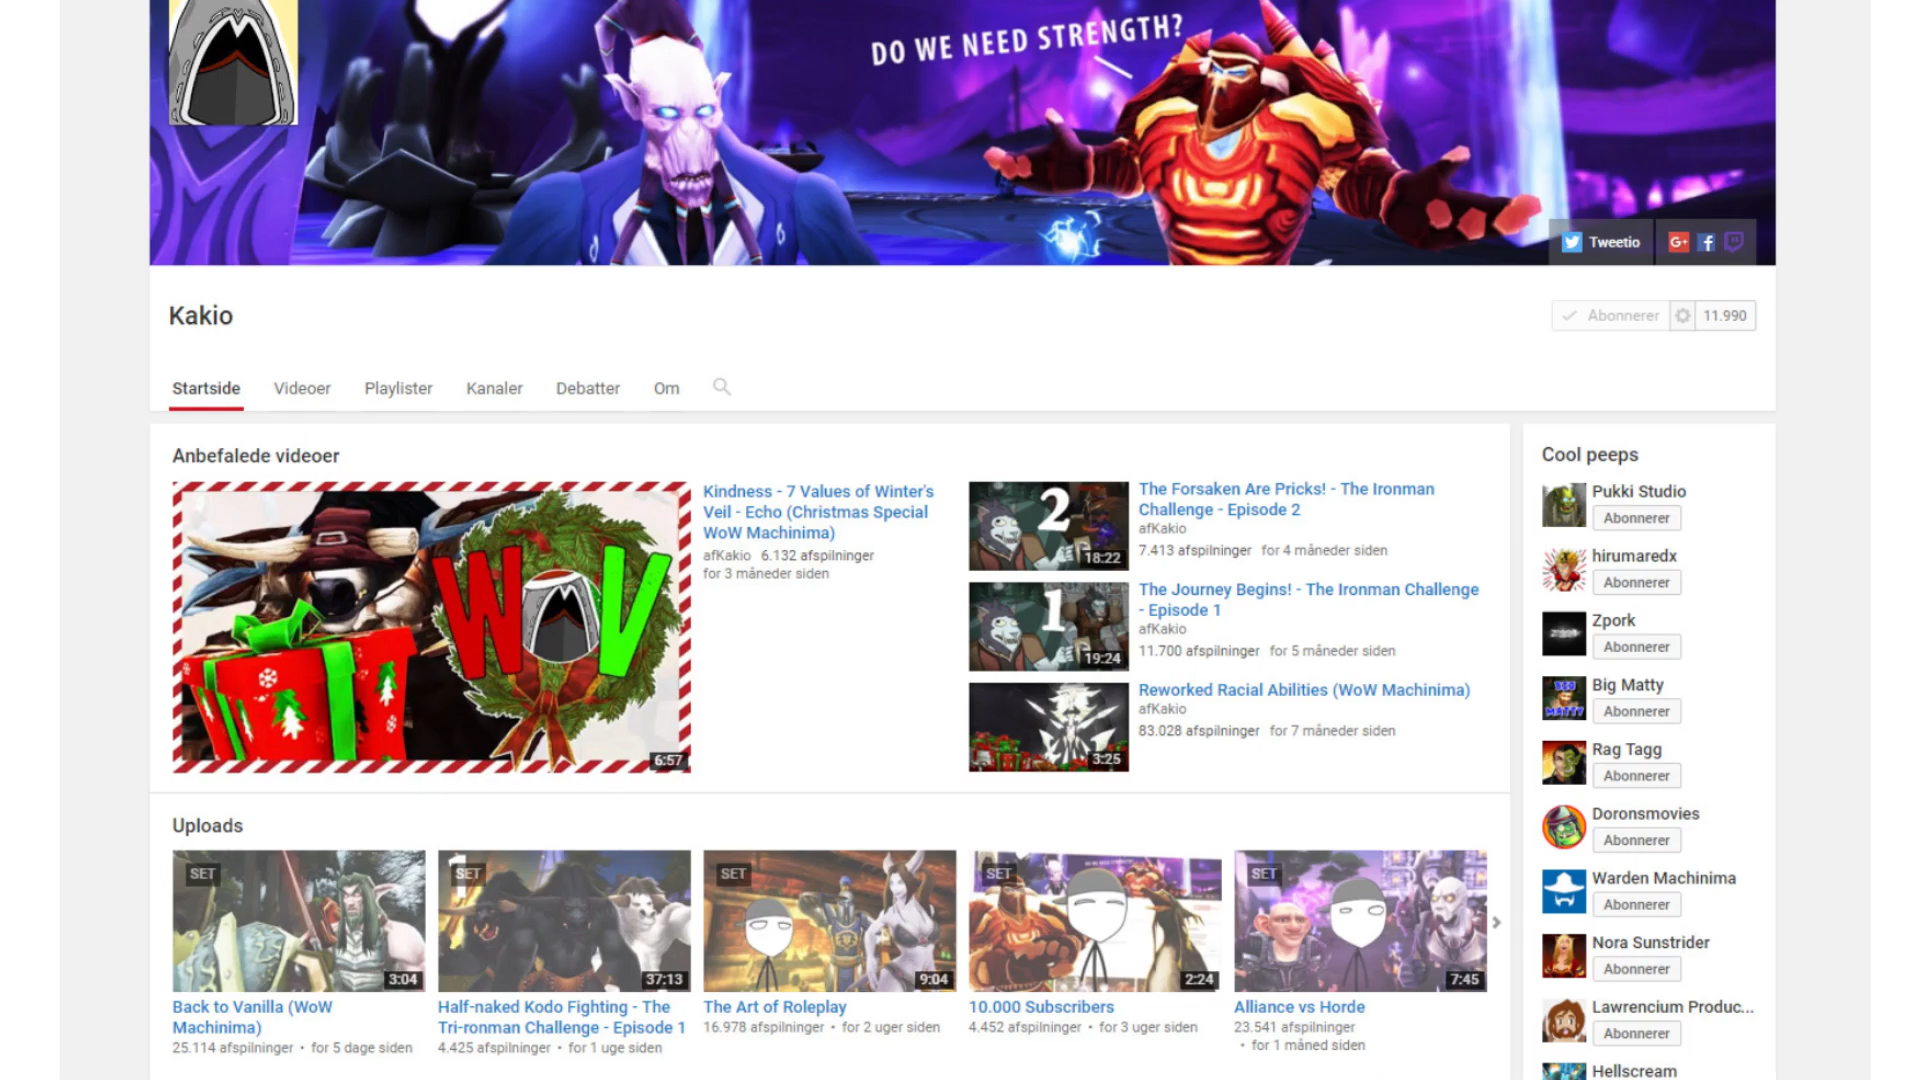 DO WE NEED STRENGTH?
Tweetio
G+
Kakio
Abonnerer
11.990
Startside
Videoer
Playlister
Kanaler
Debatter
Om
Anbefalede videoer
WOV
6:57
Kindness - 7 Values of Winter's
Veil - Echo (Christmas Special
WoW Machinima)
afKakio 6.132 afspilninger
for 3 måneder siden
2
18:22
The Forsaken Are Pricks! - The Ironman
Challenge - Episode 2
afKakio
7.413 afspilninger for 4 måneder siden
1
19:24
The Journey Begins! - The Ironman Challenge
- Episode 1
afKakio
11.700 afspilninger for 5 måneder siden
3:25
Reworked Racial Abilities (WoW Machinima)
afKakio
83.028 afspilninger for 7 måneder siden
Uploads
SET
3:04
Back to Vanilla (WoW
Machinima)
25.114 afspilninger • for 5 dage siden
1
SET
37:13
Half-naked Kodo Fighting - The
Tri-ronman Challenge - Episode 1
4.425 afspilninger • for 1 uge siden
SET
9:04
The Art of Roleplay
16.978 afspilninger • for 2 uger siden
SET
2:24
10.000 Subscribers
4.452 afspilninger • for 3 uger siden
SET
7:45
Alliance vs Horde
23.541 afspilninger
• for 1 måned siden
Cool peeps
Pukki Studio
Abonnerer
hirumaredx
Abonnerer
Zpork
Abonnerer
BIG
MATTY
Big Matty
Abonnerer
Rag Tagg
Abonnerer
Doronsmovies
Abonnerer
Warden Machinima
Abonnerer
Nora Sunstrider
Abonnerer
Lawrencium Produc...
Abonnerer
Hellscream